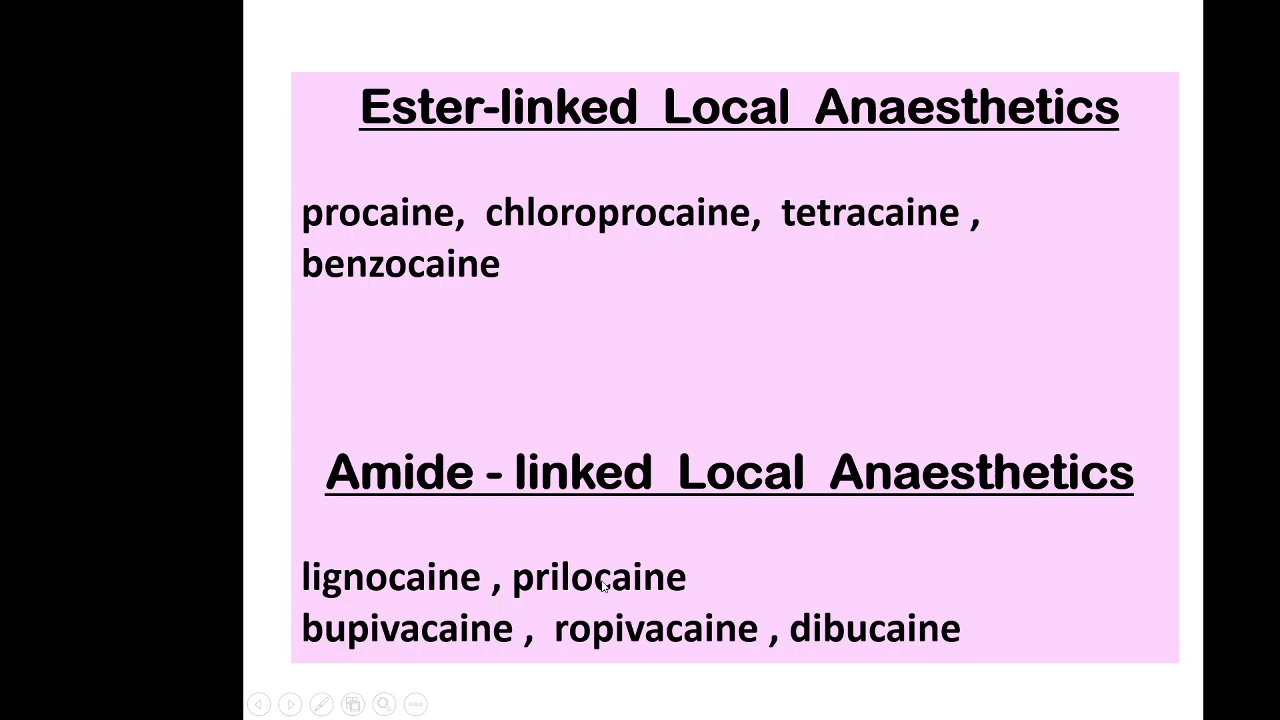 Ester-linked Local Anaesthetics
procaine, chloroprocaine, tetracaine ,
benzocaine
Amide - linked Local Anaesthetics
lignocaine , prilocaine
bupivacaine , ropivacaine , dibucaine